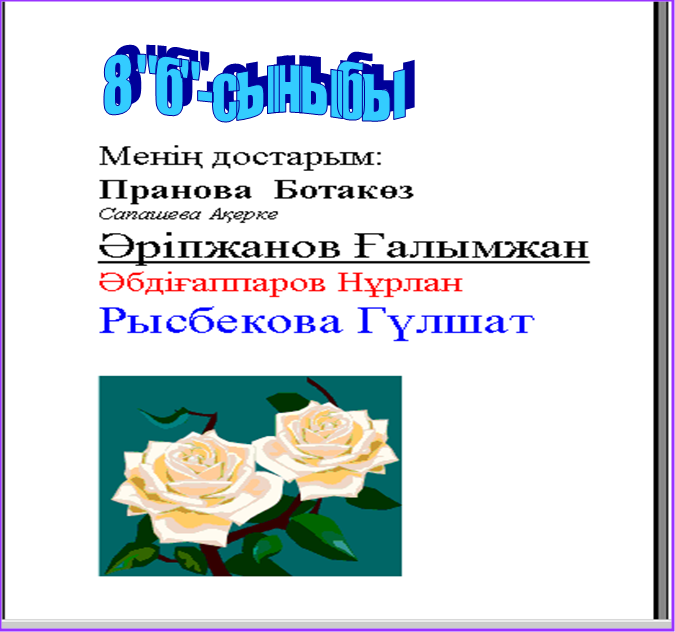 8"б"-сыныбы
Менің достарым:
Пранова Ботакөз
Сапашева Ақерке
Әріпжанов Ғалымжан
Әбдіғаппаров Нұрлан
Рысбекова Гүлшат